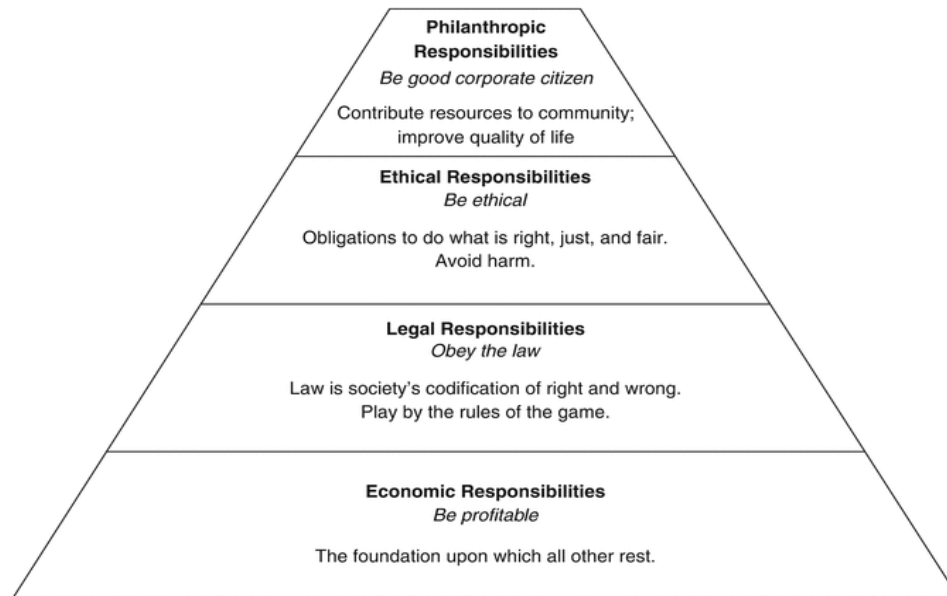 Philanthropic
Responsibilities
Be good corporate citizen
Contribute resources to community;
improve quality of life
Ethical Responsibilities
Be ethical
Obligations to do what is right, just, and fair.
Avoid harm.
Legal Responsibilities
Obey the law
Law is society's codification of right and wrong.
Play by the rules of the game.
Economic Responsibilities
Be profitable
The foundation upon which all other rest.